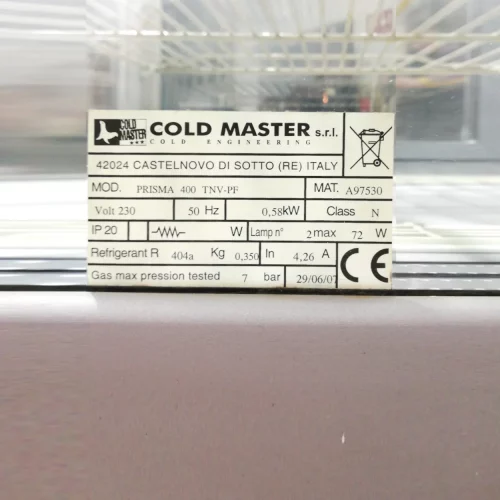 COLD MASTER
COLD MASTER s.r.l.
COLD ENGINEERING
42024 CASTELNOVO DI SOTTO (RE) ITALY
MOD. PRISMA 400 TNV-PF MAT. A97530
Volt 230 50 Hz 0,58kW Class N
IP 20 W Lamp n° 2 max 72 W
Refrigerant R 404a Kg 0,350 In 4,26 A
Gas max pression tested 7 bar 29/06/07
CE